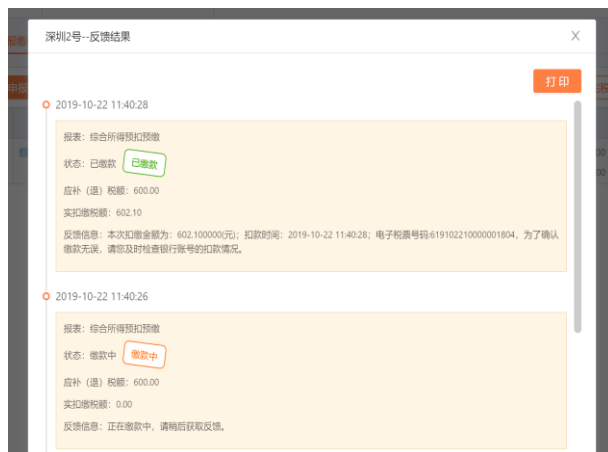 深圳2号--反馈结果
X
打印
2019-10-22 11:40:28
报表：综合所得预扣预缴
状态：已缴款 已缴款
应补（退）税额：600.00
实扣缴税额：602.10
反馈信息：本次扣缴金额为：602.100000(元)；扣款时间：2019-10-22 11:40:28；电子税票号码:619102210000001804，为了确认
缴款无误，请您及时检查银行账号的扣款情况。
2019-10-22 11:40:26
报表：综合所得预扣预缴
状态：缴款中 缴款中
应补（退）税额：600.00
实扣缴税额：0.00
反馈信息：正在缴款中，请稍后获取反馈。